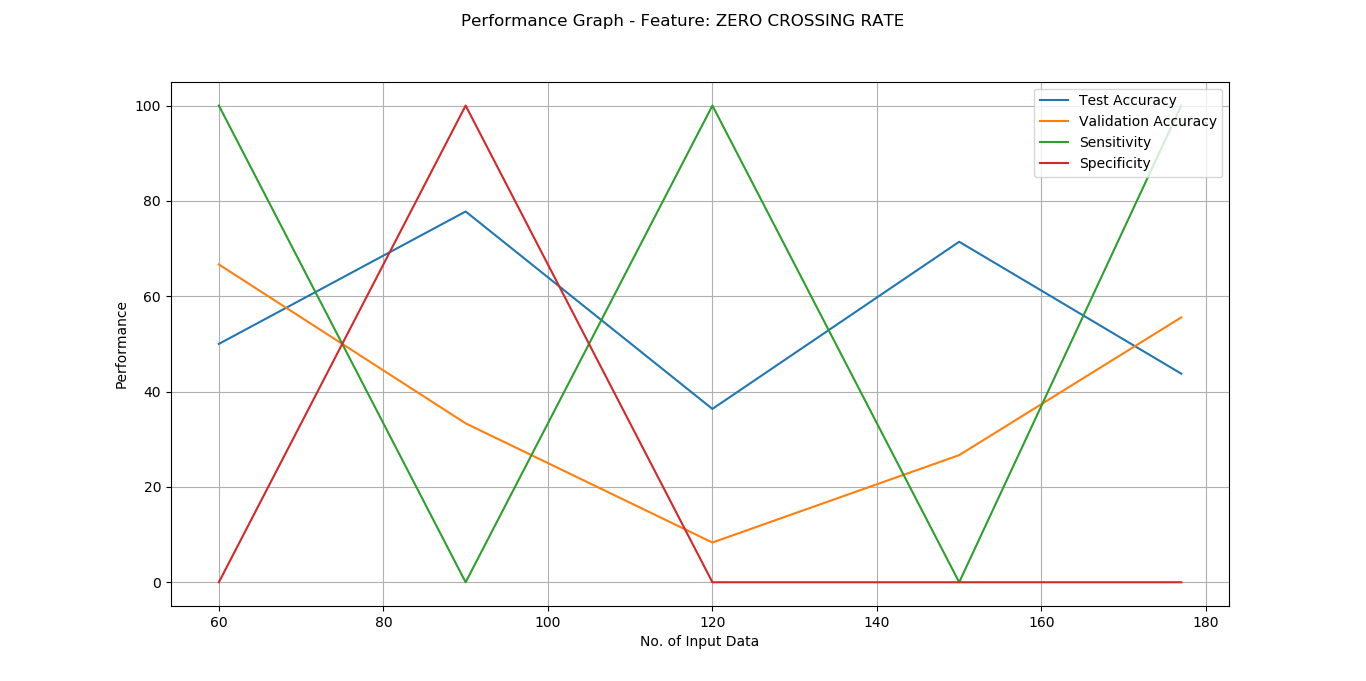 Performance Graph - Feature: ZERO CROSSING RATE
Test Accuracy
Validation Accuracy
Sensitivity
Specificity
Performance
100
80
60
40
20
0
60 80 100 120 140 160 180
No. of Input Data